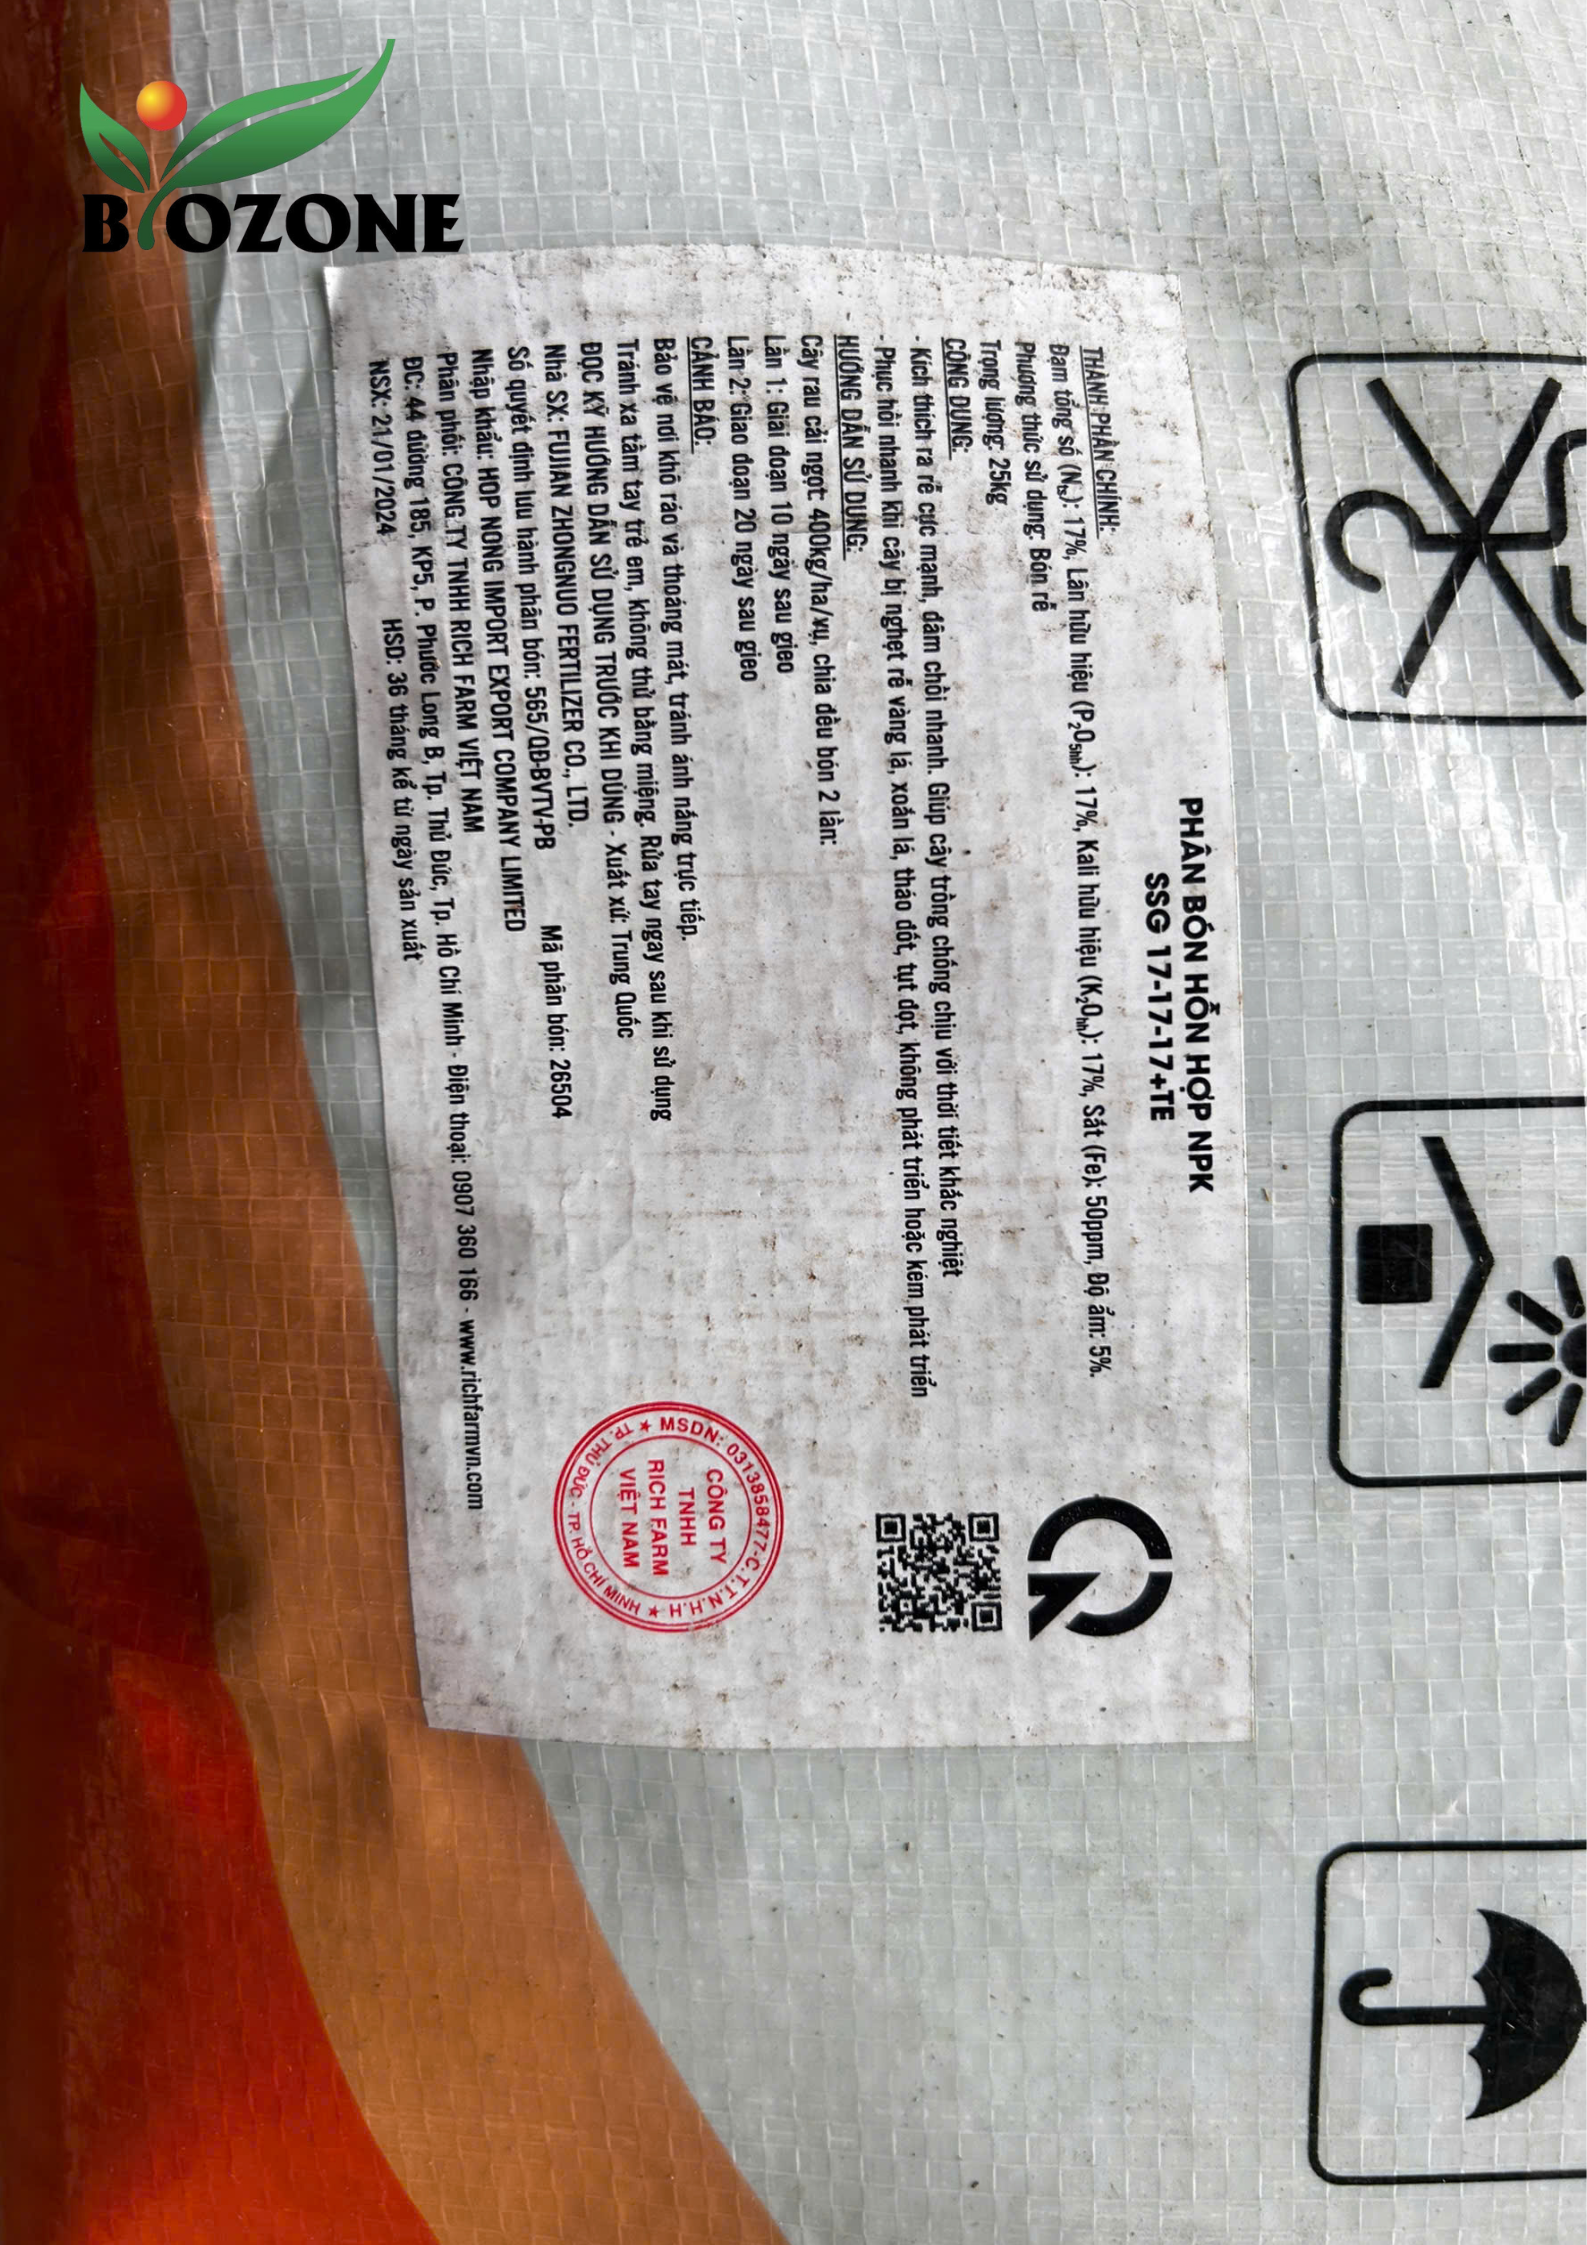 BIOZONE
PHÂN BÓN HỖN HỢP NPK
SSG 17-17-17+TE
THÀNH PHẦN CHÍNH:
Đạm tổng số (Nts): 17%, Lân hữu hiệu (P2O5hh): 17%, Kali hữu hiệu (K2Ohh): 17%, Sắt (Fe): 50ppm, Độ ẩm: 5%.
Phương thức sử dụng: Bón rễ
Trọng lượng: 25kg
CÔNG DỤNG:
- Kích thích ra rễ cực mạnh, đâm chồi nhanh. Giúp cây trồng chống chịu với thời tiết khắc nghiệt
- Phục hồi nhanh khi cây bị nghẹt rễ vàng lá, xoăn lá, tháo đốt, tụt đọt, không phát triển hoặc kém phát triển
HƯỚNG DẪN SỬ DỤNG:
Cây rau cải ngọt: 400kg/ha/vụ, chia đều bón 2 lần:
Lần 1: Giai đoạn 10 ngày sau gieo
Lần 2: Giao đoạn 20 ngày sau gieo
CẢNH BÁO:
Bảo vệ nơi khô ráo và thoáng mát, tránh ánh nắng trực tiếp.
Tránh xa tầm tay trẻ em, không thử bằng miệng. Rửa tay ngay sau khi sử dụng
ĐỌC KỸ HƯỚNG DẪN SỬ DỤNG TRƯỚC KHI DÙNG - Xuất xứ: Trung Quốc
Nhà SX: FUJIAN ZHONGNUO FERTILIZER CO., LTD.
Số quyết định lưu hành phân bón: 565/QĐ-BVTV-PB Mã phân bón: 26504
Nhập khẩu: HOP NONG IMPORT EXPORT COMPANY LIMITED
Phân phối: CÔNG TY TNHH RICH FARM VIỆT NAM
ĐC: 44 đường 185, KP5, P. Phước Long B, Tp. Thủ Đức, Tp. Hồ Chí Minh - Điện thoại: 0907 360 166 - www.richfarmvn.com
NSX: 21/01/2024 HSD: 36 tháng kể từ ngày sản xuất
MSDN: 0313858477-C.T.T.N.H.H
CÔNG TY
TNHH
RICH FARM
VIỆT NAM
TP. THỦ ĐỨC - TP. HỒ CHÍ MINH